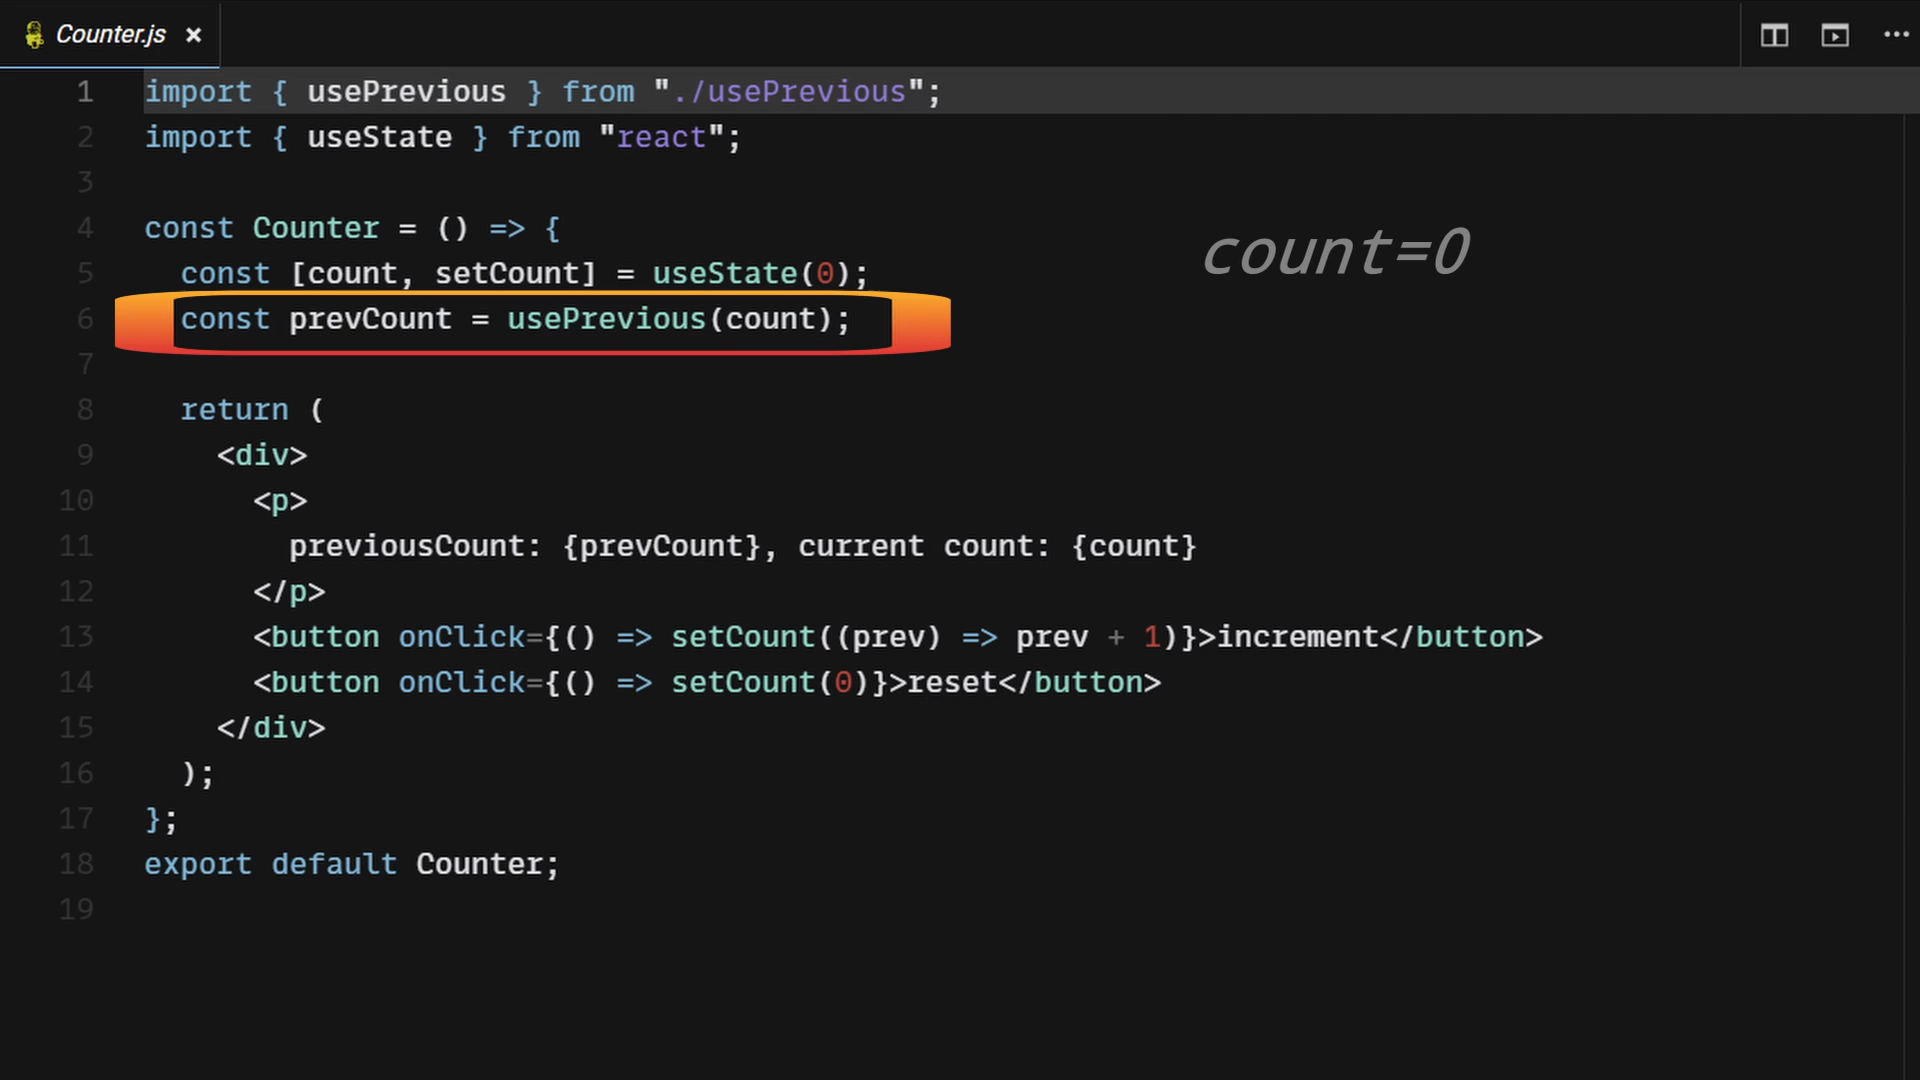 Counter.js ×
1 import { usePrevious } from "./usePrevious";
2 import { useState } from "react";
3
4 const Counter = () => {
count=0
5   const [count, setCount] = useState(0);
6   const prevCount = usePrevious(count);
7
8   return (
9     <div>
10       <p>
11         previousCount: {prevCount}, current count: {count}
12       </p>
13       <button onClick={() => setCount((prev) => prev + 1)}>increment</button>
14       <button onClick={() => setCount(0)}>reset</button>
15     </div>
16   );
17 };
18 export default Counter;
19